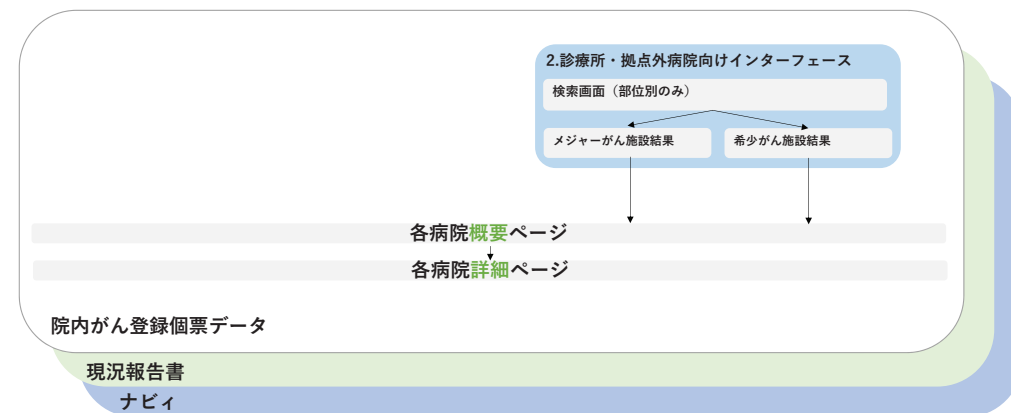 2.診療所・拠点外病院向けインターフェース
検索画面（部位別のみ）
メジャーがん施設結果
希少がん施設結果
各病院概要ページ
各病院詳細ページ
院内がん登録個票データ
現況報告書
ナビィ